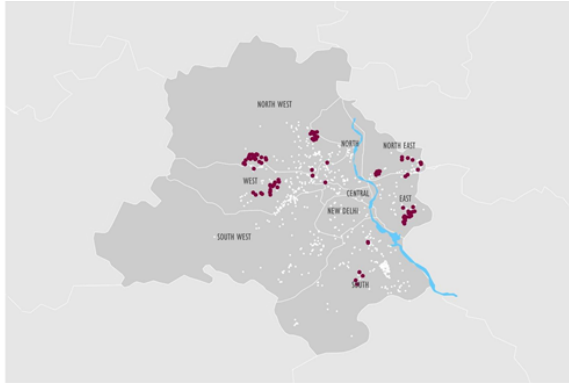 NORTH WEST
NORTH
NORTH EAST
WEST
CENTRAL
EAST
NEW DELHI
SOUTH WEST
SOUTH